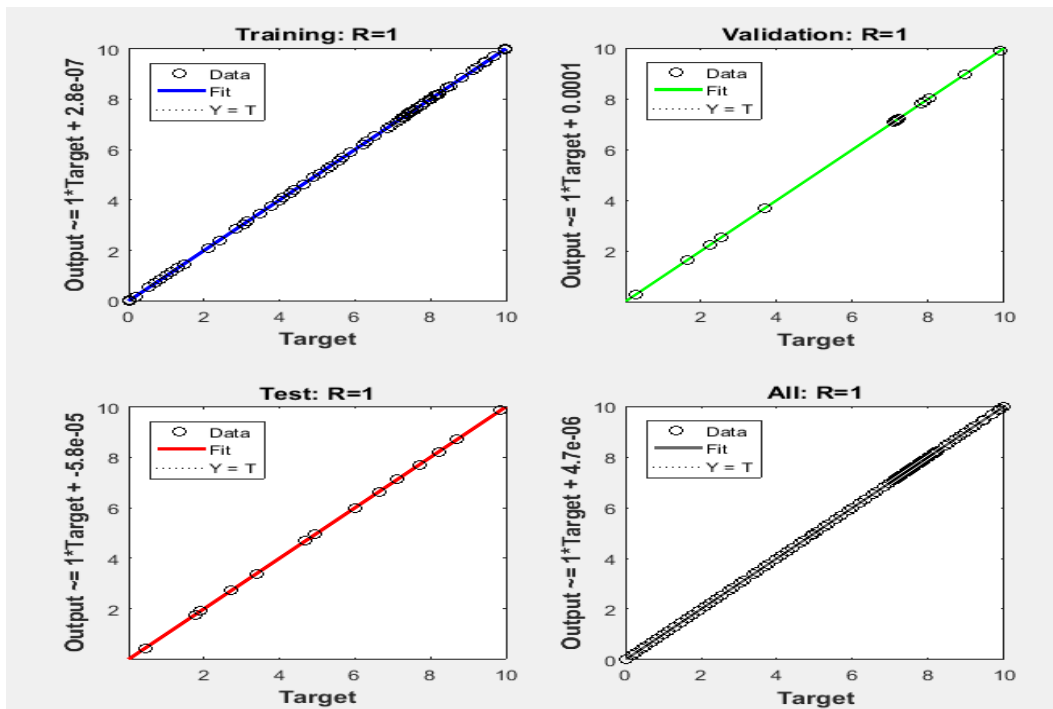 Training: R=1
Output ~= 1*Target + 2.8e-07
10
8
6
4
2
0
Data
Fit
Y = T
0 2 4 6 8 10
Target
Validation: R=1
Output ~= 1*Target + 0.0001
10
8
6
4
2
Data
Fit
Y = T
2 4 6 8 10
Target
Test: R=1
Output ~= 1*Target + -5.8e-05
10
8
6
4
2
Data
Fit
Y = T
2 4 6 8 10
Target
All: R=1
Output ~= 1*Target + 4.7e-06
10
8
6
4
2
0
Data
Fit
Y = T
0 2 4 6 8 10
Target